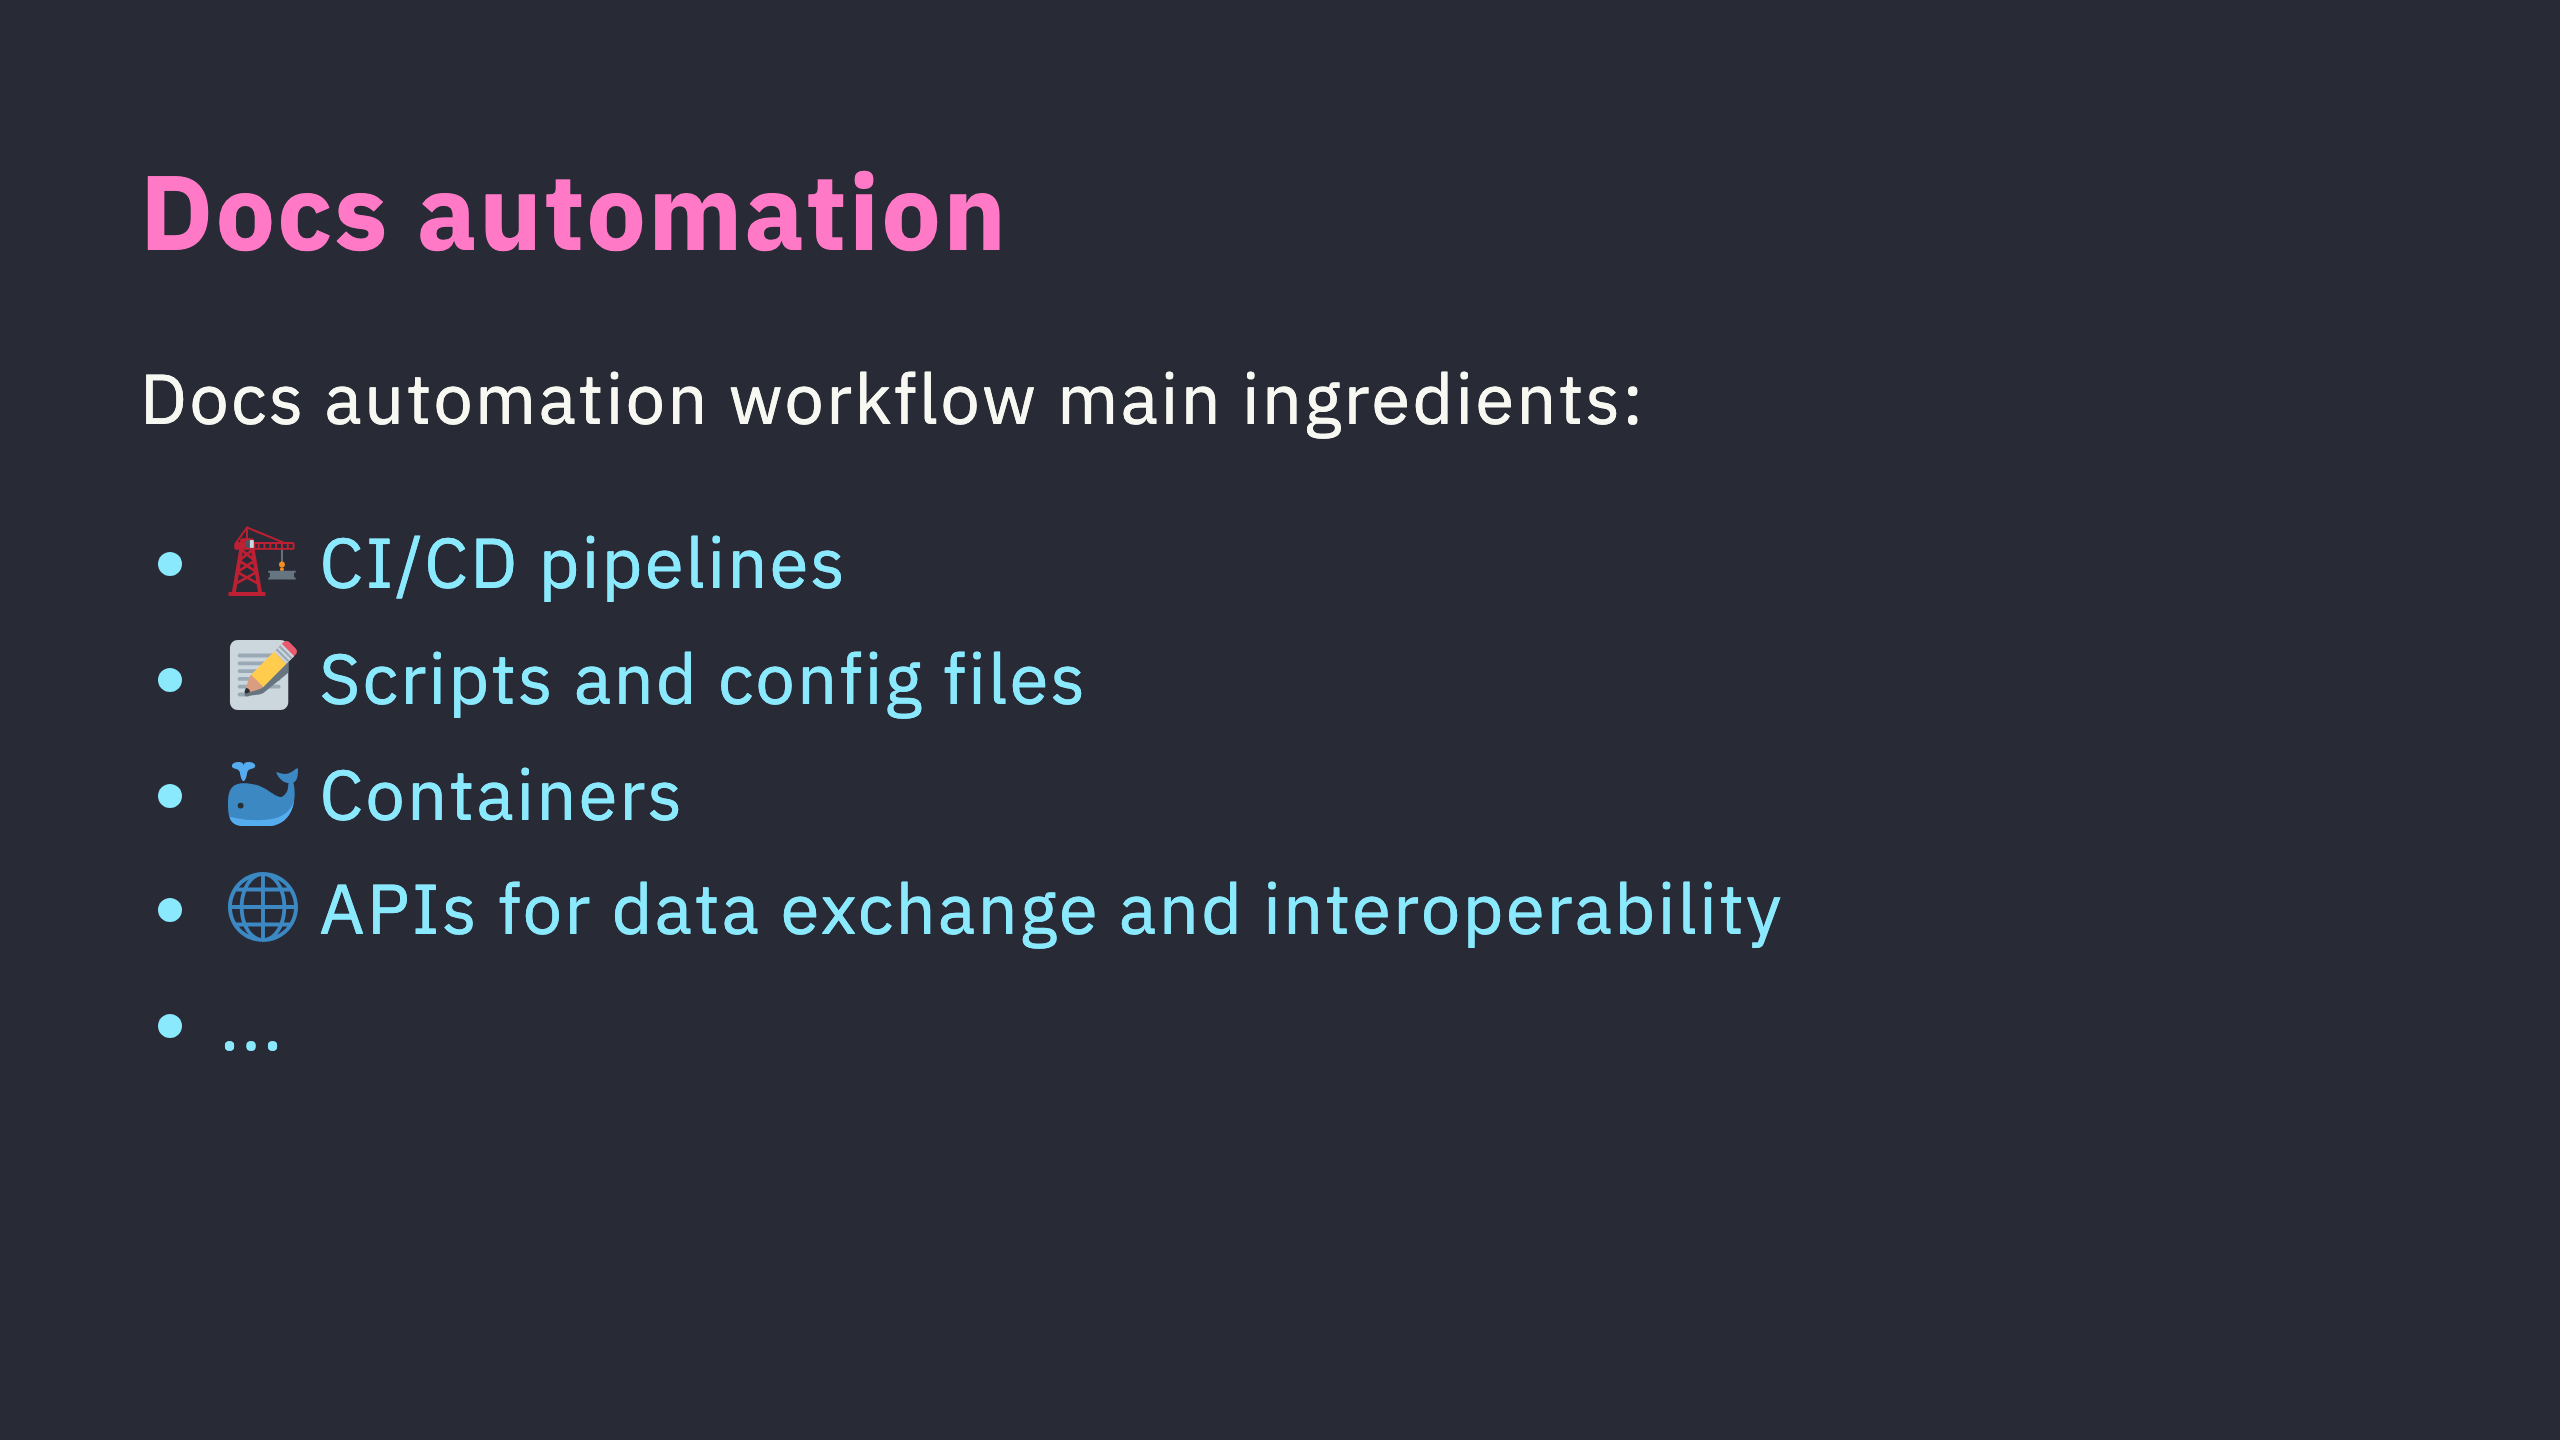 Docs automation
Docs automation workflow main ingredients:
• 🏗️ CI/CD pipelines
• 📝 Scripts and config files
• 🐳 Containers
• 🌐 APIs for data exchange and interoperability
• ...